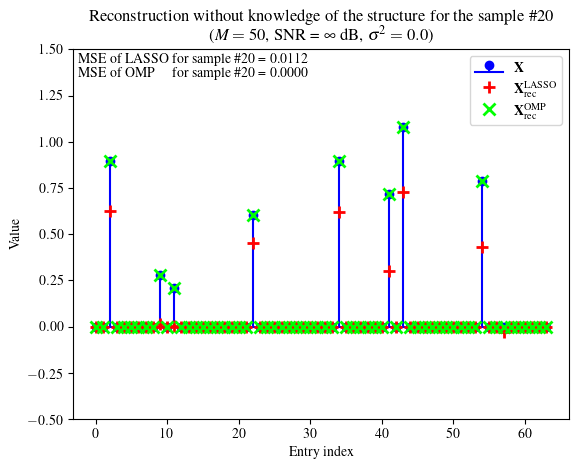 Reconstruction without knowledge of the structure for the sample #20
(M = 50, SNR = ∞ dB, σ² = 0.0)
MSE of LASSO for sample #20 = 0.0112
MSE of OMP for sample #20 = 0.0000
X
X_rec^LASSO
X_rec^OMP
1.50
1.25
1.00
0.75
0.50
0.25
0.00
−0.25
−0.50
Value
0 10 20 30 40 50 60
Entry index